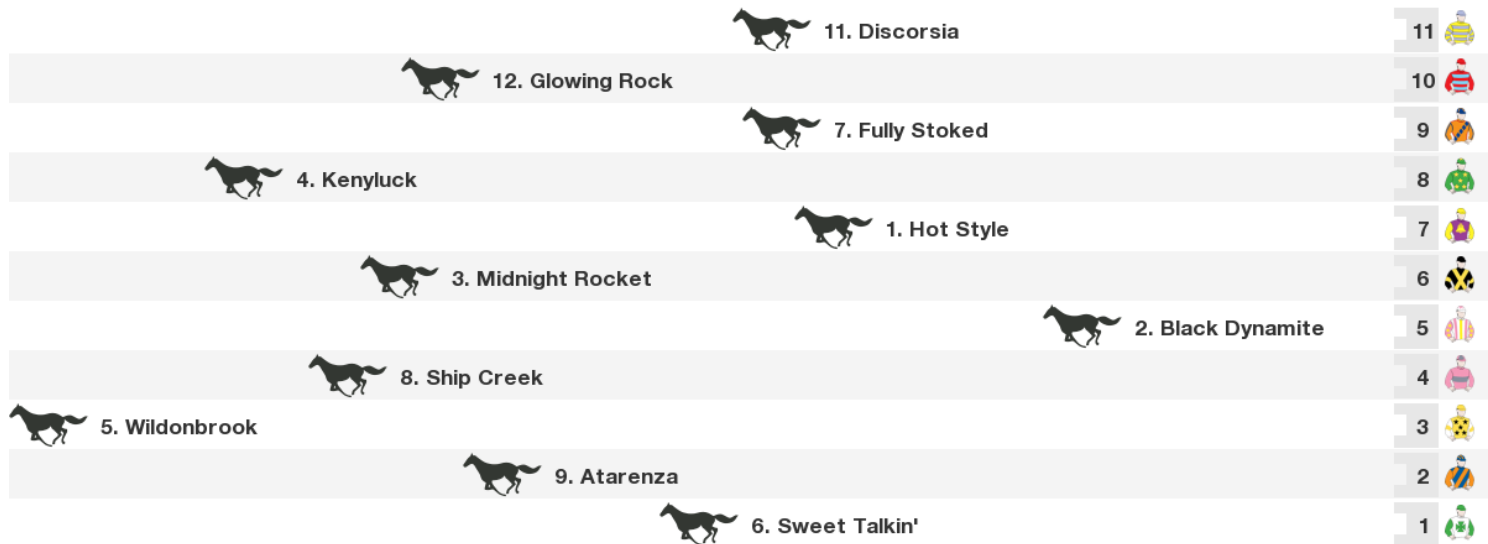 11. Discorsia 11
12. Glowing Rock 10
7. Fully Stoked 9
4. Kenyluck 8
1. Hot Style 7
3. Midnight Rocket 6
2. Black Dynamite 5
8. Ship Creek 4
5. Wildonbrook 3
9. Atarenza 2
6. Sweet Talkin' 1